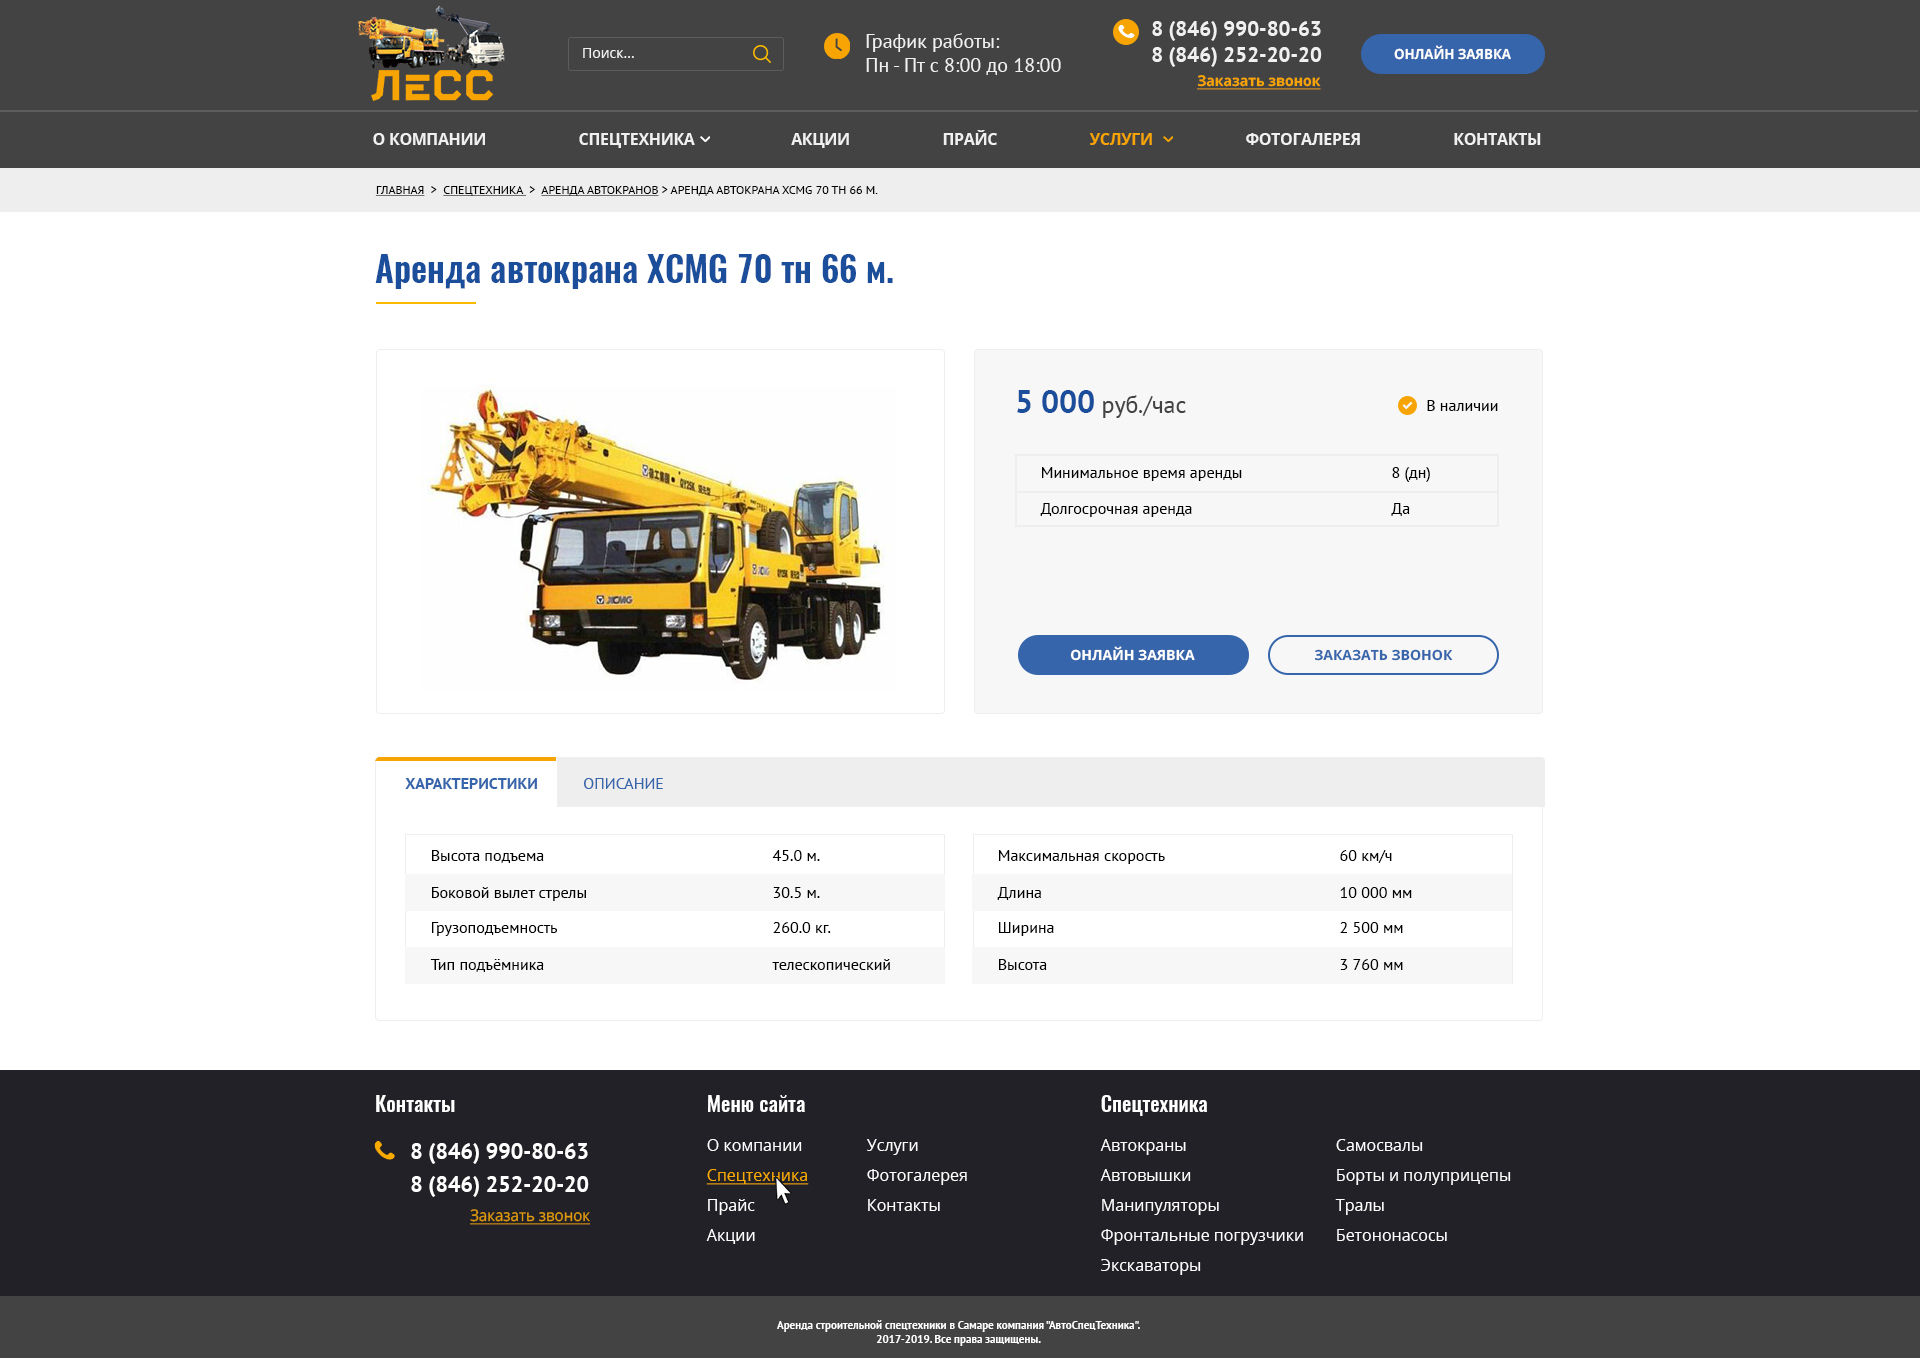 ЛЕСС
Поиск...
График работы:
Пн - Пт с 8:00 до 18:00
8 (846) 990-80-63
8 (846) 252-20-20
Заказать звонок
ОНЛАЙН ЗАЯВКА
О КОМПАНИИ СПЕЦТЕХНИКА АКЦИИ ПРАЙС УСЛУГИ ФОТОГАЛЕРЕЯ КОНТАКТЫ
ГЛАВНАЯ > СПЕЦТЕХНИКА > АРЕНДА АВТОКРАНОВ > АРЕНДА АВТОКРАНА XCMG 70 ТН 66 М.
Аренда автокрана XCMG 70 тн 66 м.
QY25K
QY25K
XCMG
XCMG
5 000 руб./час
В наличии
Минимальное время аренды 8 (дн)
Долгосрочная аренда Да
ОНЛАЙН ЗАЯВКА ЗАКАЗАТЬ ЗВОНОК
ХАРАКТЕРИСТИКИ ОПИСАНИЕ
Высота подъема 45.0 м.
Боковой вылет стрелы 30.5 м.
Грузоподъемность 260.0 кг.
Тип подъёмника телескопический
Максимальная скорость 60 км/ч
Длина 10 000 мм
Ширина 2 500 мм
Высота 3 760 мм
Контакты
8 (846) 990-80-63
8 (846) 252-20-20
Заказать звонок
Меню сайта
О компании
Спецтехника
Прайс
Акции
Услуги
Фотогалерея
Контакты
Спецтехника
Автокраны
Автовышки
Манипуляторы
Фронтальные погрузчики
Экскаваторы
Самосвалы
Борты и полуприцепы
Тралы
Бетононасосы
Аренда строительной спецтехники в Самаре компания "АвтоСпецТехника".
2017-2019. Все права защищены.